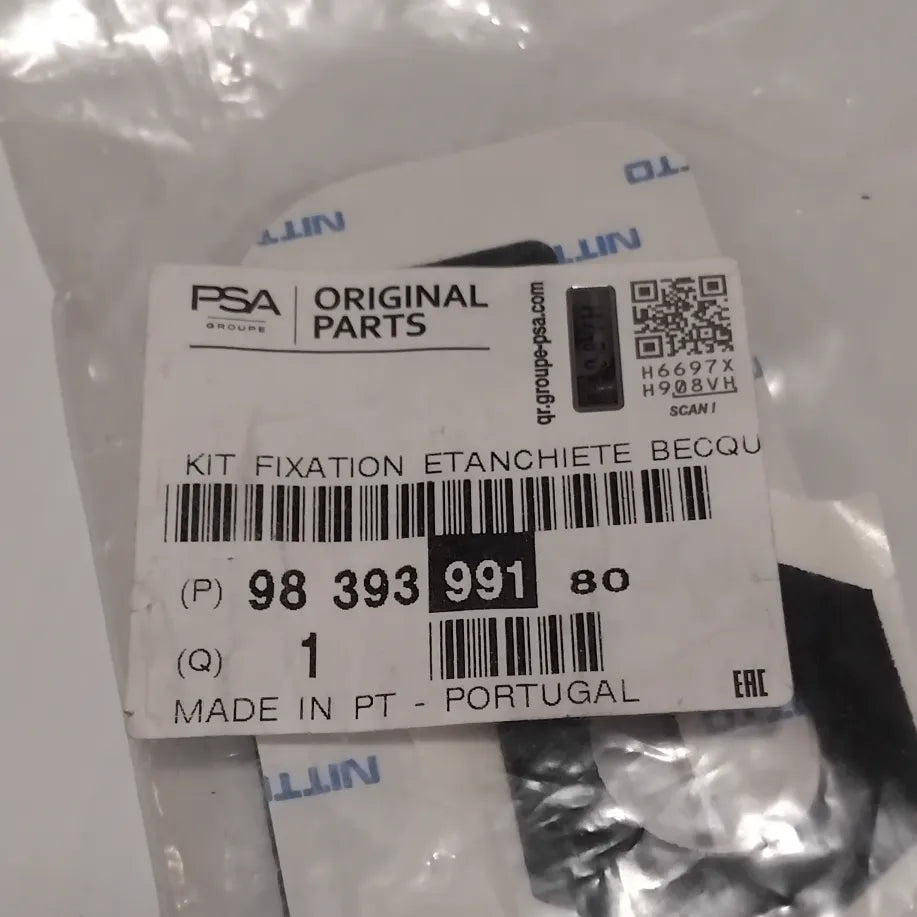 NITTO
NITTO
NITTO
PSA
GROUPE
ORIGINAL
PARTS
qr.groupe-psa.com
H6697X
H908VH
SCAN!
KIT FIXATION ETANCHIETE BECQU
(P) 98 393 991 80
(Q) 1
MADE IN PT - PORTUGAL
EAC
NITTO